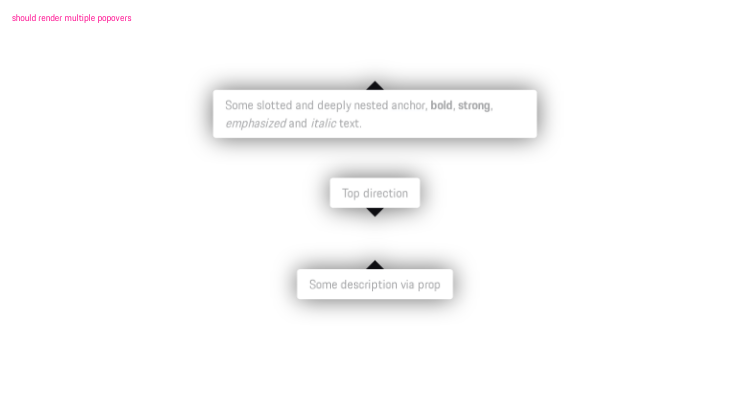 should render multiple popovers
Some slotted and deeply nested anchor, bold, strong,
emphasized and italic text.
Top direction
Some description via prop